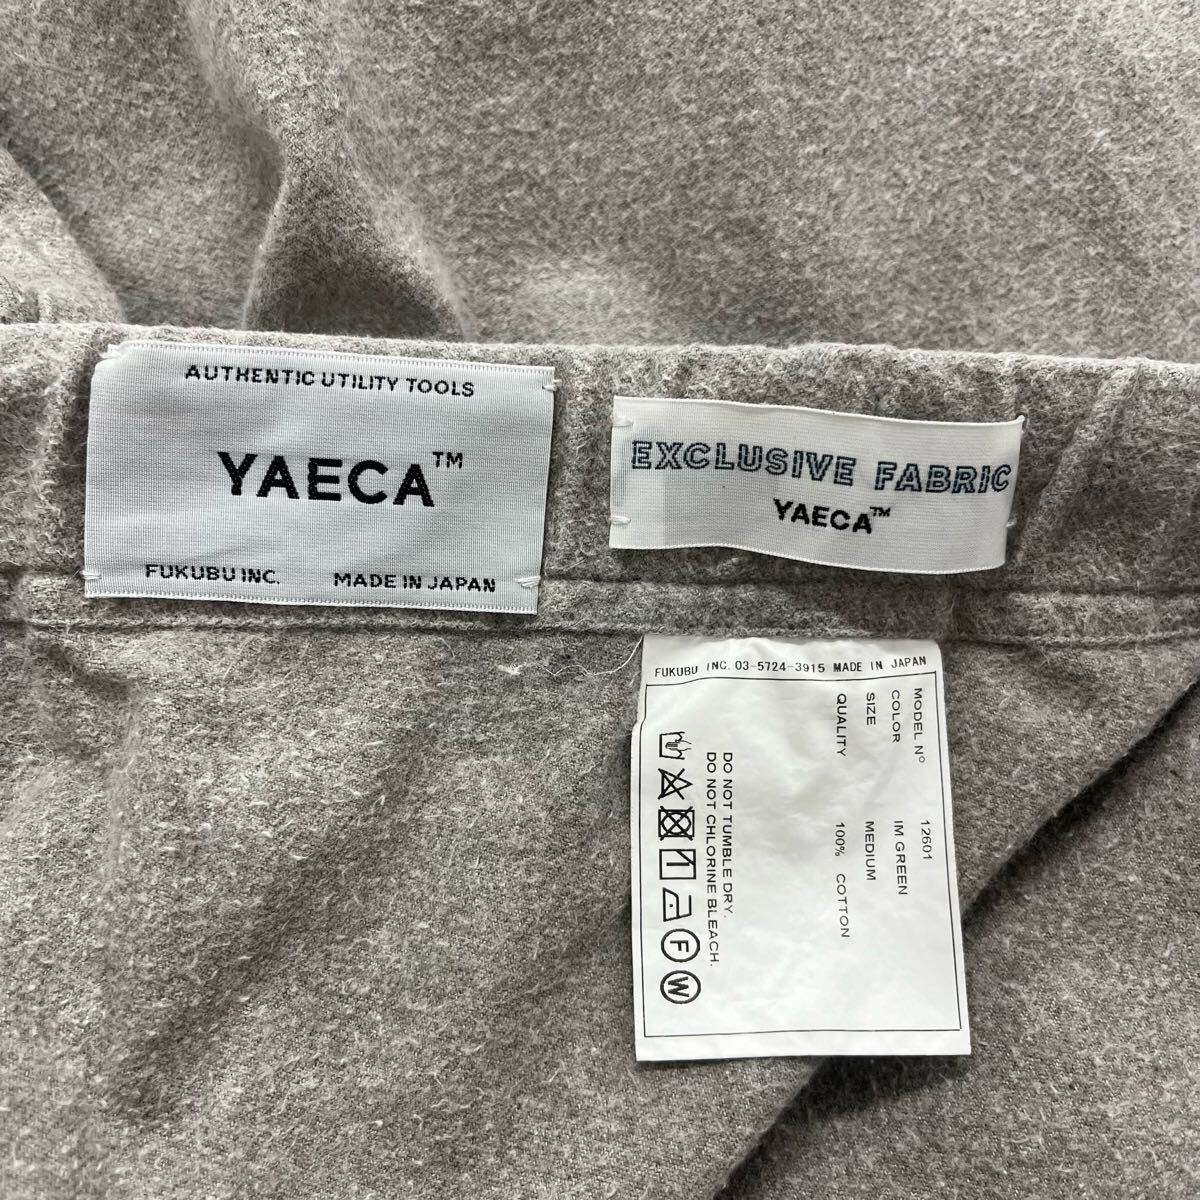 AUTHENTIC UTILITY TOOLS
YAECA™
FUKUBU INC. MADE IN JAPAN
EXCLUSIVE FABRIC
YAECA™
FUKUBU INC. 03-5724-3915 MADE IN JAPAN
MODEL Nº 12601
COLOR IM GREEN
SIZE MEDIUM
QUALITY 100% COTTON
DO NOT TUMBLE DRY.
DO NOT CHLORINE BLEACH.
F W